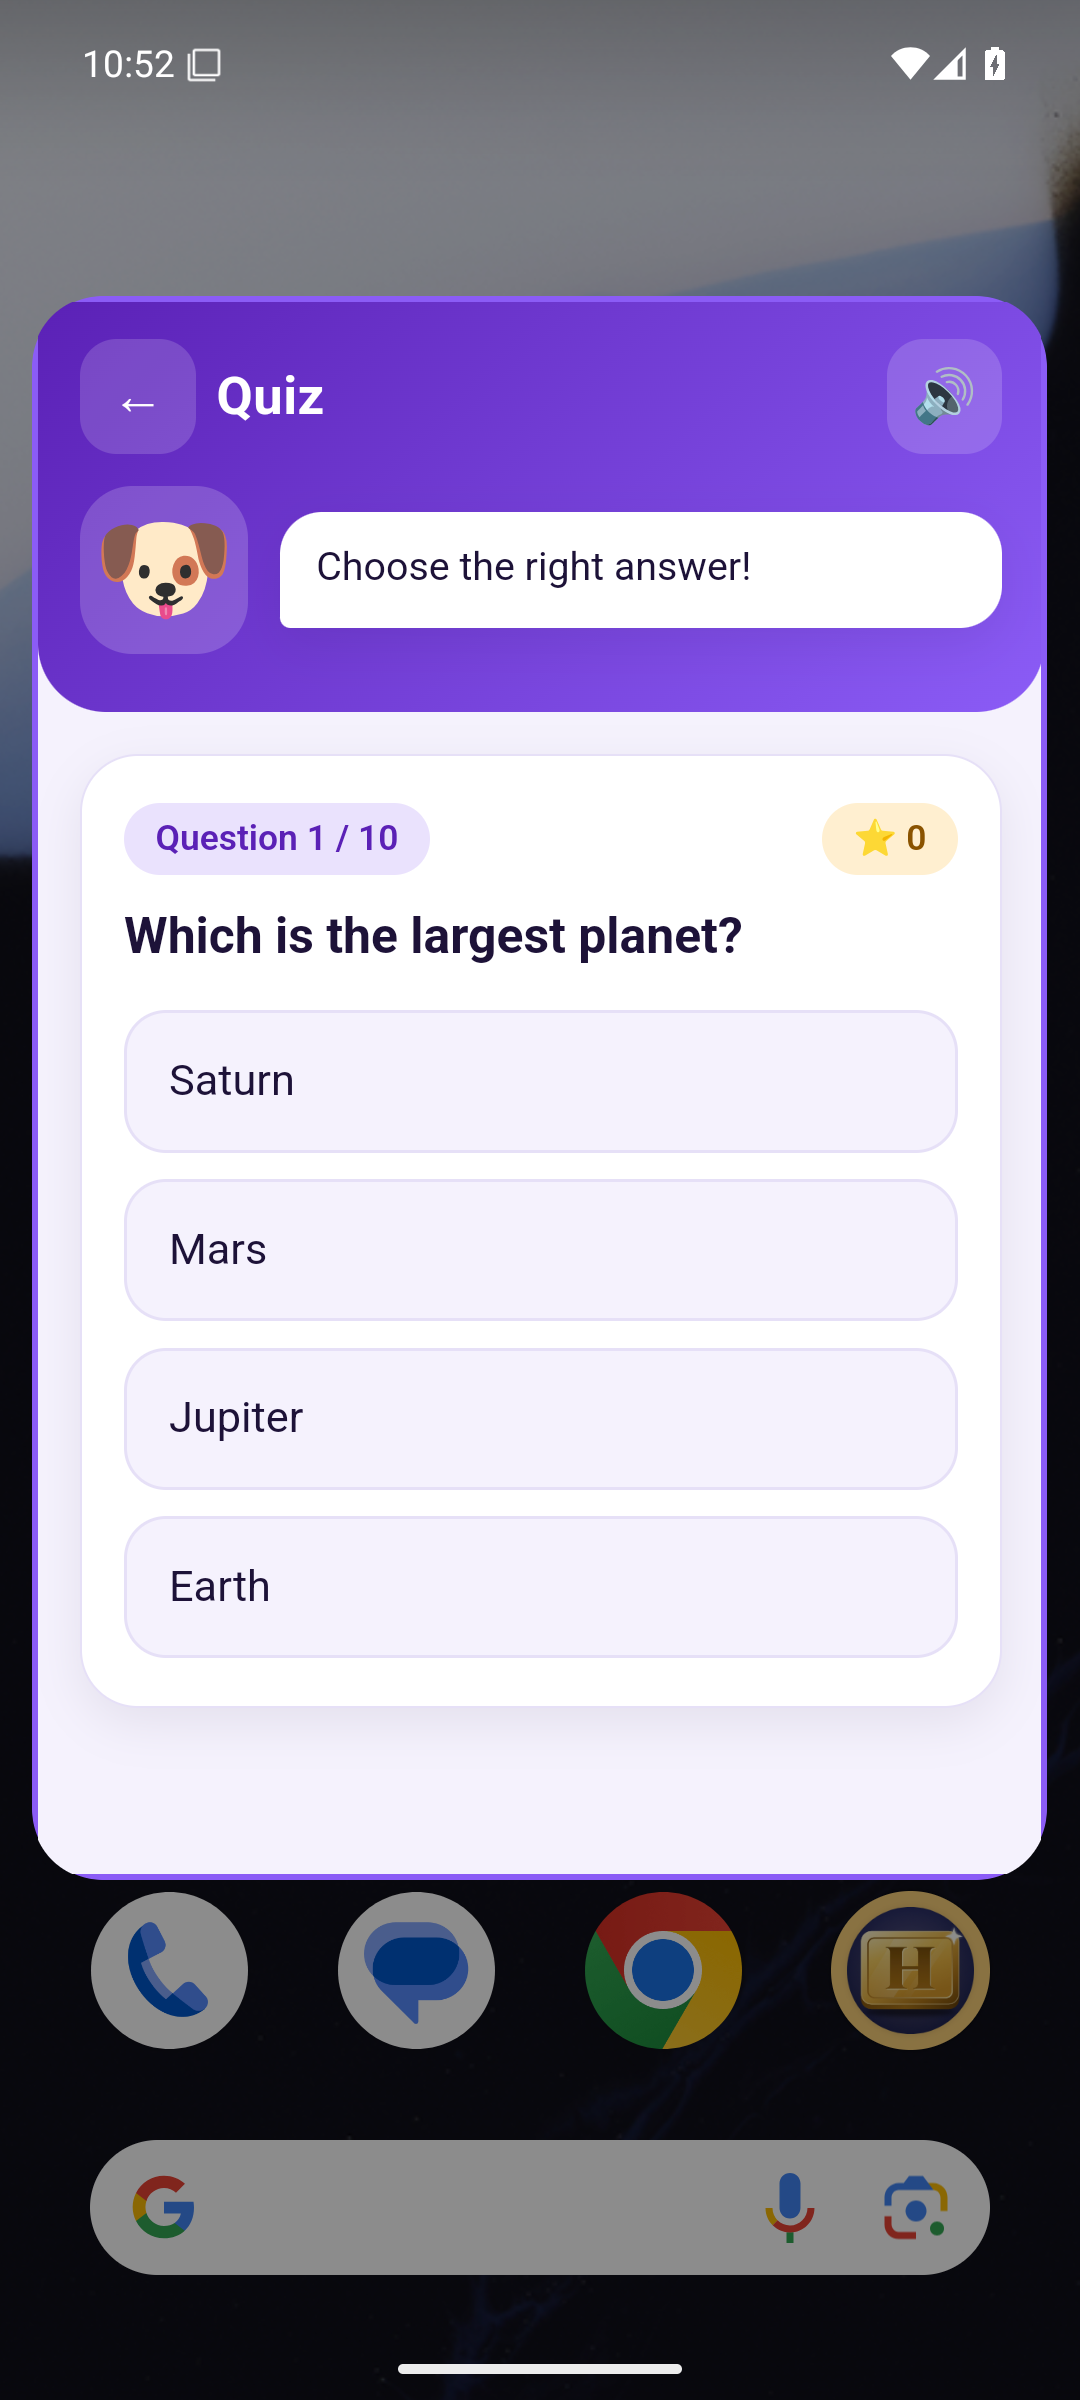 10:52
←
Quiz
Choose the right answer!
Question 1 / 10
⭐ 0
Which is the largest planet?
Saturn
Mars
Jupiter
Earth
H